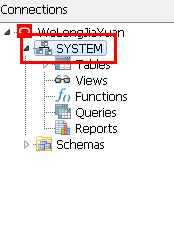 Connections
WoLongJiaYuan
SYSTEM
Tables
Views
Functions
Queries
Reports
Schemas